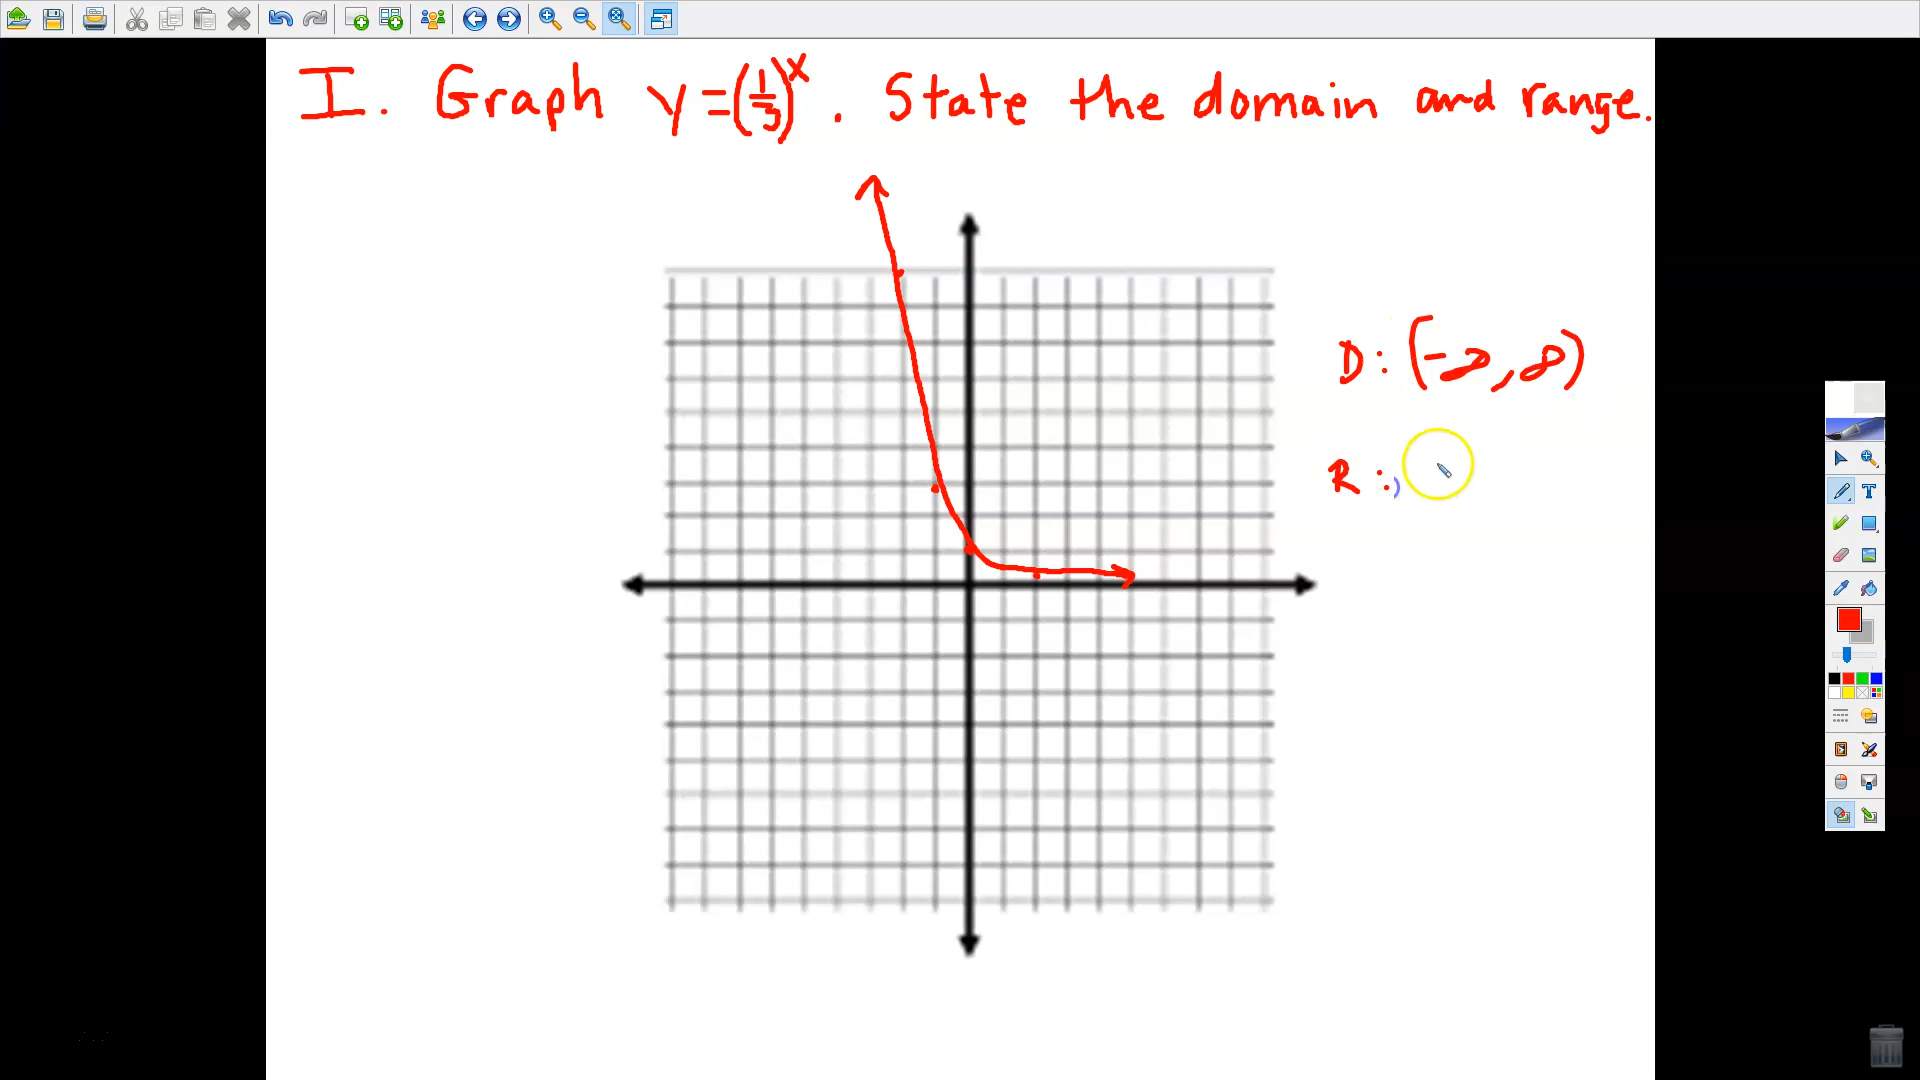 I. Graph y=(1/3)^x. State the domain and range.
D: (-∞, ∞)
R:
T